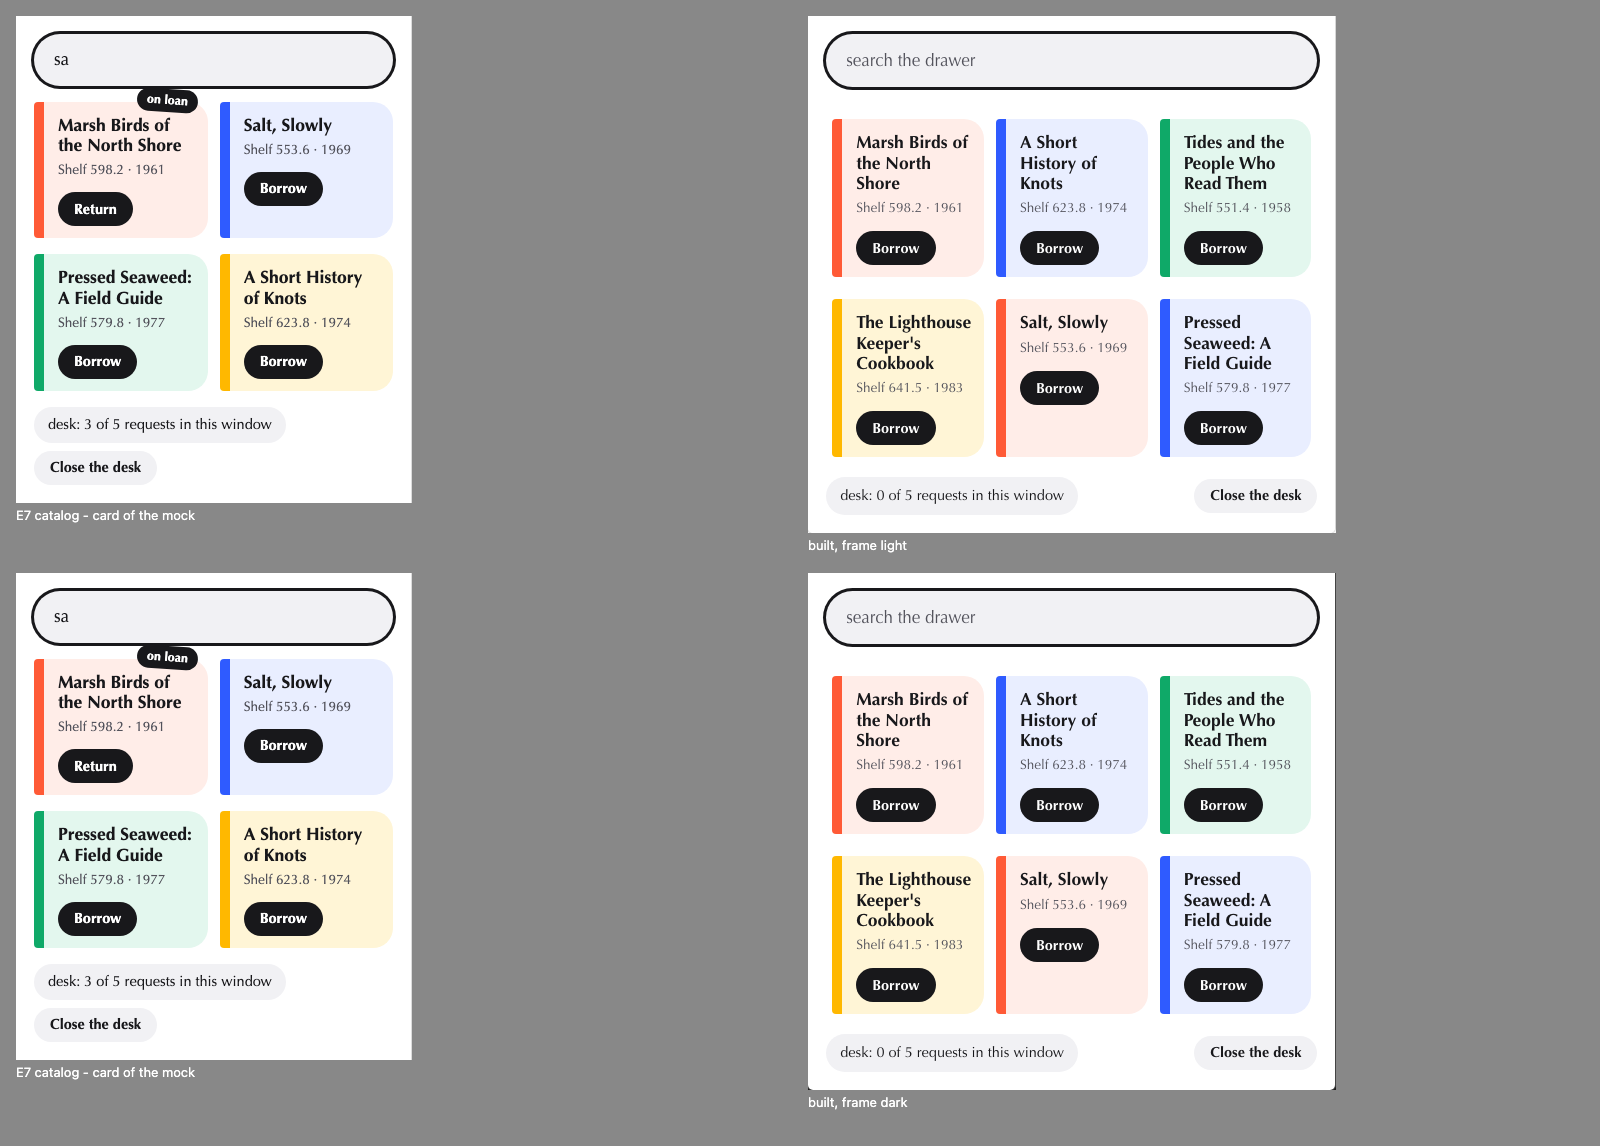 sa
on loan
Marsh Birds of
the North Shore
Shelf 598.2 · 1961
Return
Salt, Slowly
Shelf 553.6 · 1969
Borrow
Pressed Seaweed:
A Field Guide
Shelf 579.8 · 1977
Borrow
A Short History
of Knots
Shelf 623.8 · 1974
Borrow
desk: 3 of 5 requests in this window
Close the desk
E7 catalog - card of the mock
search the drawer
Marsh Birds of
the North
Shore
Shelf 598.2 · 1961
Borrow
A Short
History of
Knots
Shelf 623.8 · 1974
Borrow
Tides and the
People Who
Read Them
Shelf 551.4 · 1958
Borrow
The Lighthouse
Keeper's
Cookbook
Shelf 641.5 · 1983
Borrow
Salt, Slowly
Shelf 553.6 · 1969
Borrow
Pressed
Seaweed: A
Field Guide
Shelf 579.8 · 1977
Borrow
desk: 0 of 5 requests in this window
Close the desk
built, frame light
sa
on loan
Marsh Birds of
the North Shore
Shelf 598.2 · 1961
Return
Salt, Slowly
Shelf 553.6 · 1969
Borrow
Pressed Seaweed:
A Field Guide
Shelf 579.8 · 1977
Borrow
A Short History
of Knots
Shelf 623.8 · 1974
Borrow
desk: 3 of 5 requests in this window
Close the desk
E7 catalog - card of the mock
search the drawer
Marsh Birds of
the North
Shore
Shelf 598.2 · 1961
Borrow
A Short
History of
Knots
Shelf 623.8 · 1974
Borrow
Tides and the
People Who
Read Them
Shelf 551.4 · 1958
Borrow
The Lighthouse
Keeper's
Cookbook
Shelf 641.5 · 1983
Borrow
Salt, Slowly
Shelf 553.6 · 1969
Borrow
Pressed
Seaweed: A
Field Guide
Shelf 579.8 · 1977
Borrow
desk: 0 of 5 requests in this window
Close the desk
built, frame dark